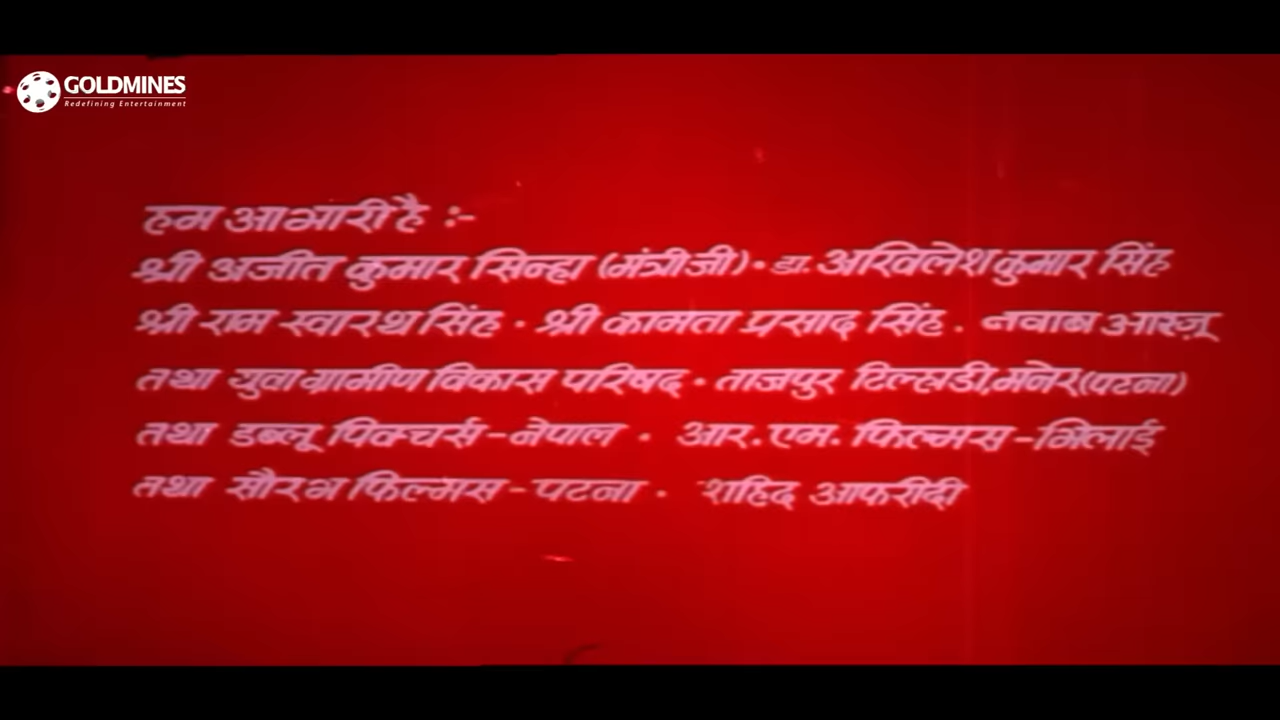 GOLDMINES
Redefining Entertainment
हम आभारी है :-
श्री अजीत कुमार सिन्हा (मंत्रीजी) • डा. अखिलेश कुमार सिंह
श्री राम स्वारथ सिंह • श्री कामता प्रसाद सिंह . नवाब आरज़ू
तथा युवा ग्रामीण विकास परिषद • ताजपुर टिल्हाडी,मनेर(पटना)
तथा डब्लू पिक्चर्स-नेपाल • आर.एम. फिल्मस-भिलाई
तथा सौरभ फिल्मस-पटना • शहिद आफरीदी